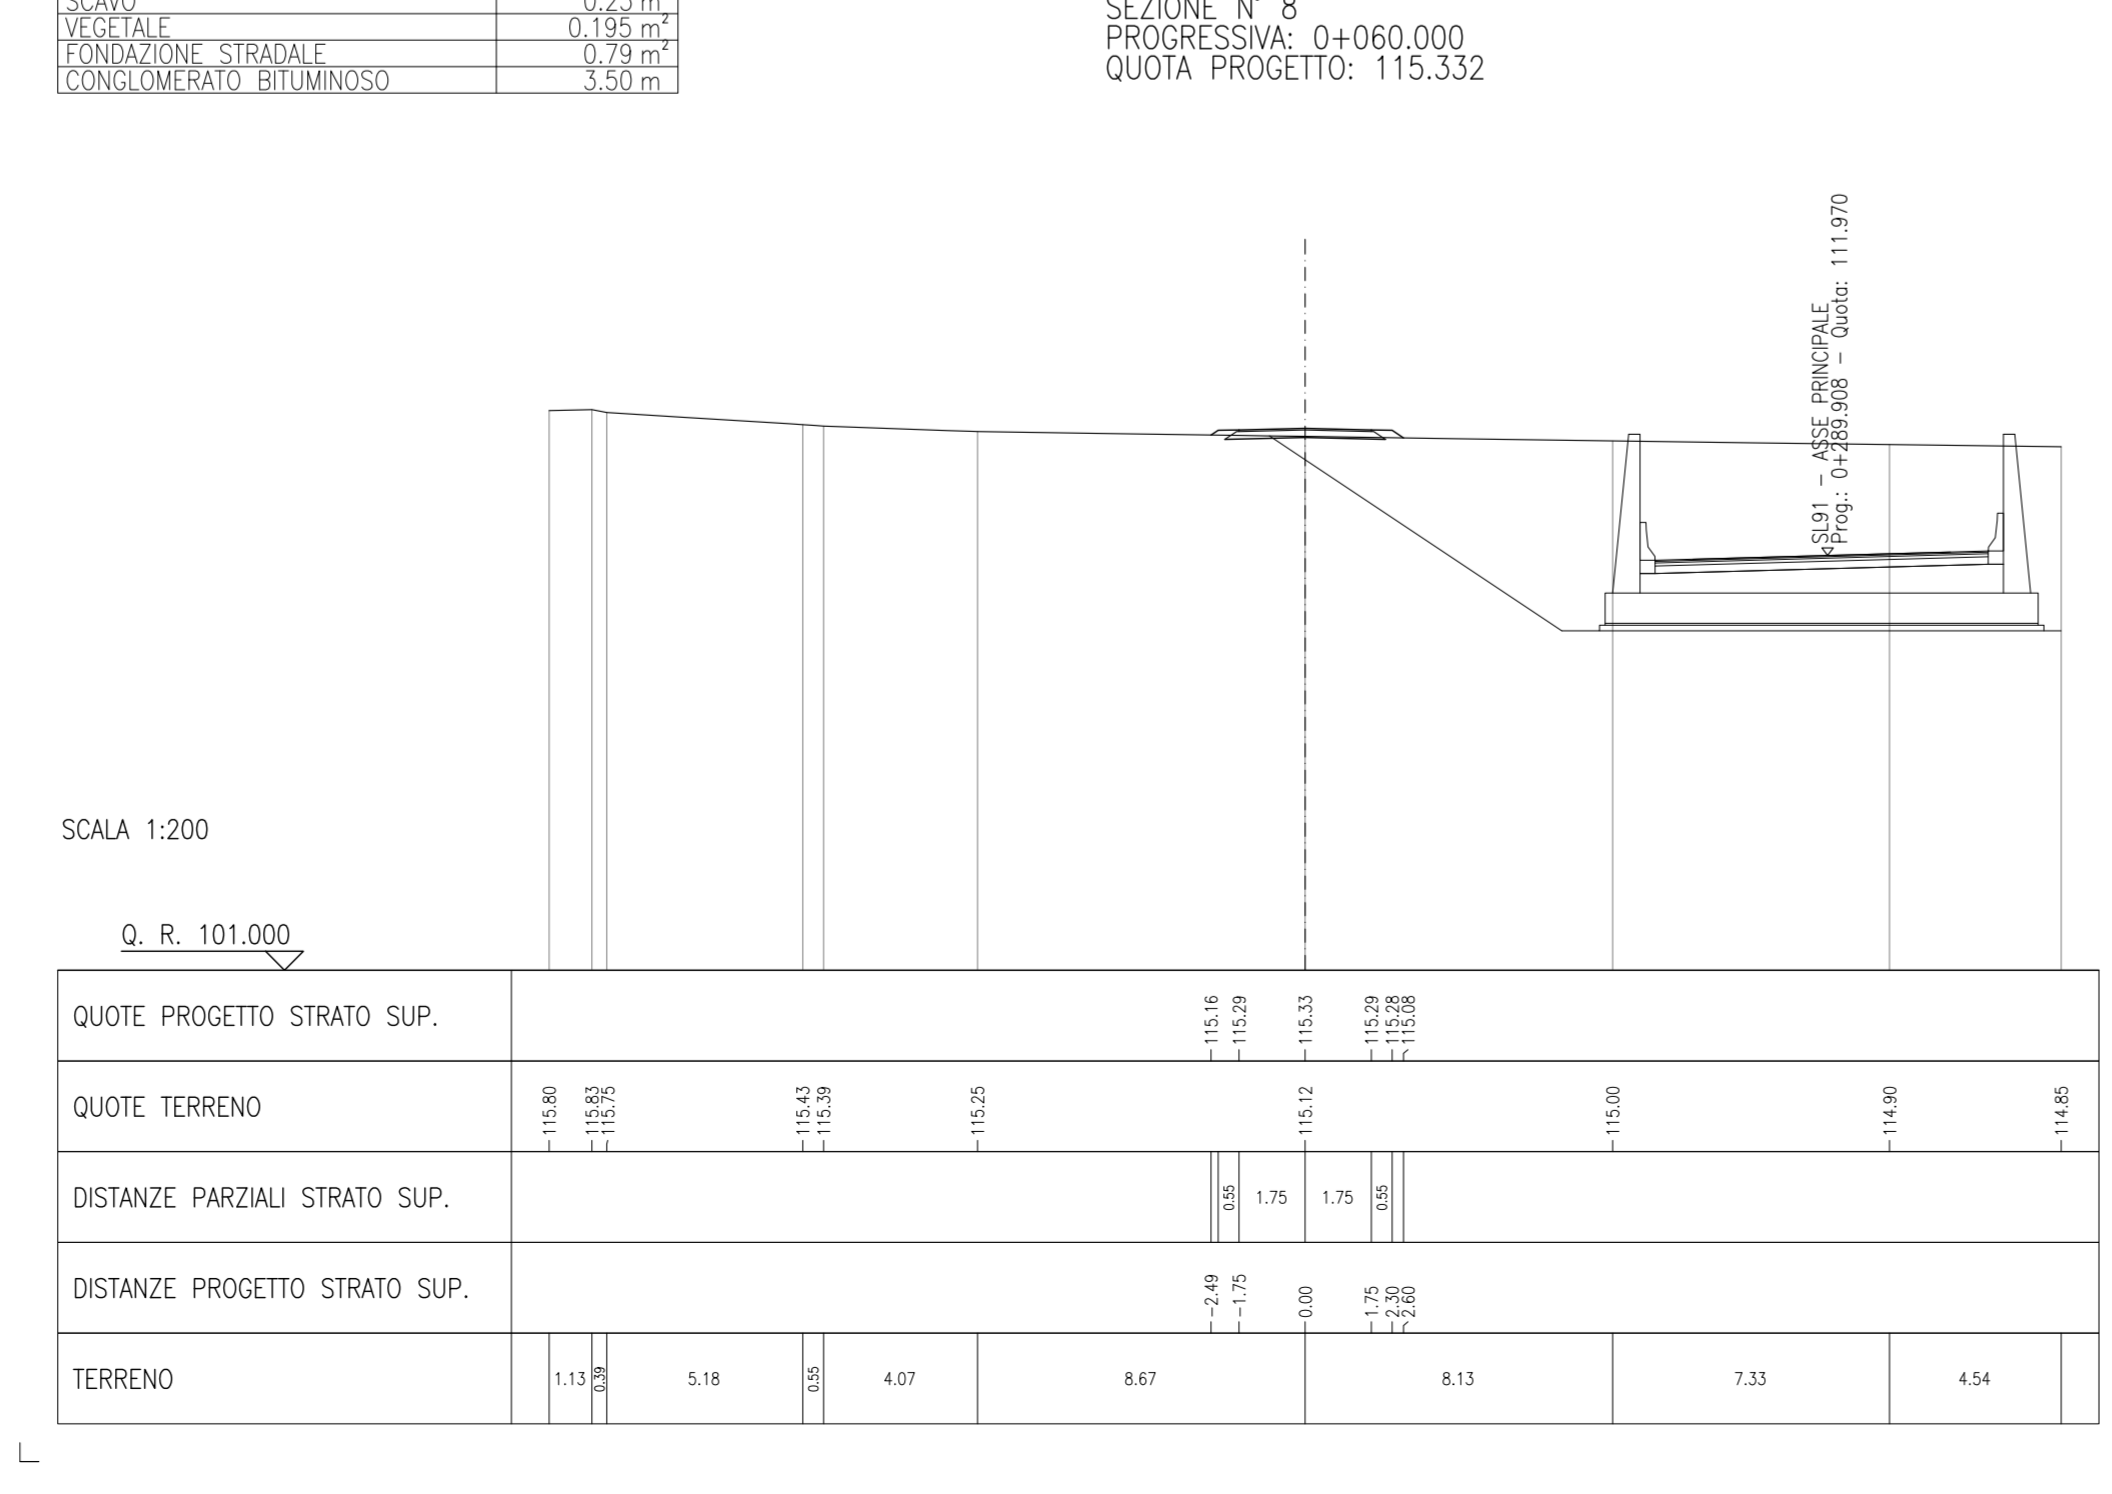 SCAVO 0.25 m²
VEGETALE 0.195 m²
FONDAZIONE STRADALE 0.79 m²
CONGLOMERATO BITUMINOSO 3.50 m
SEZIONE N° 8
PROGRESSIVA: 0+060.000
QUOTA PROGETTO: 115.332
SL91 - ASSE PRINCIPALE
Prog.: 0+289.908 - Quota: 111.970
SCALA 1:200
Q. R. 101.000
QUOTE PROGETTO STRATO SUP. 115.16 115.29 115.33 115.29 115.28 115.08
QUOTE TERRENO 115.80 115.83 115.75 115.43 115.39 115.25 115.12 115.00 114.90 114.85
DISTANZE PARZIALI STRATO SUP. 0.55 1.75 1.75 0.55
DISTANZE PROGETTO STRATO SUP. -2.49 -1.75 0.00 1.75 2.30 2.60
TERRENO 1.13 0.39 5.18 0.55 4.07 8.67 8.13 7.33 4.54